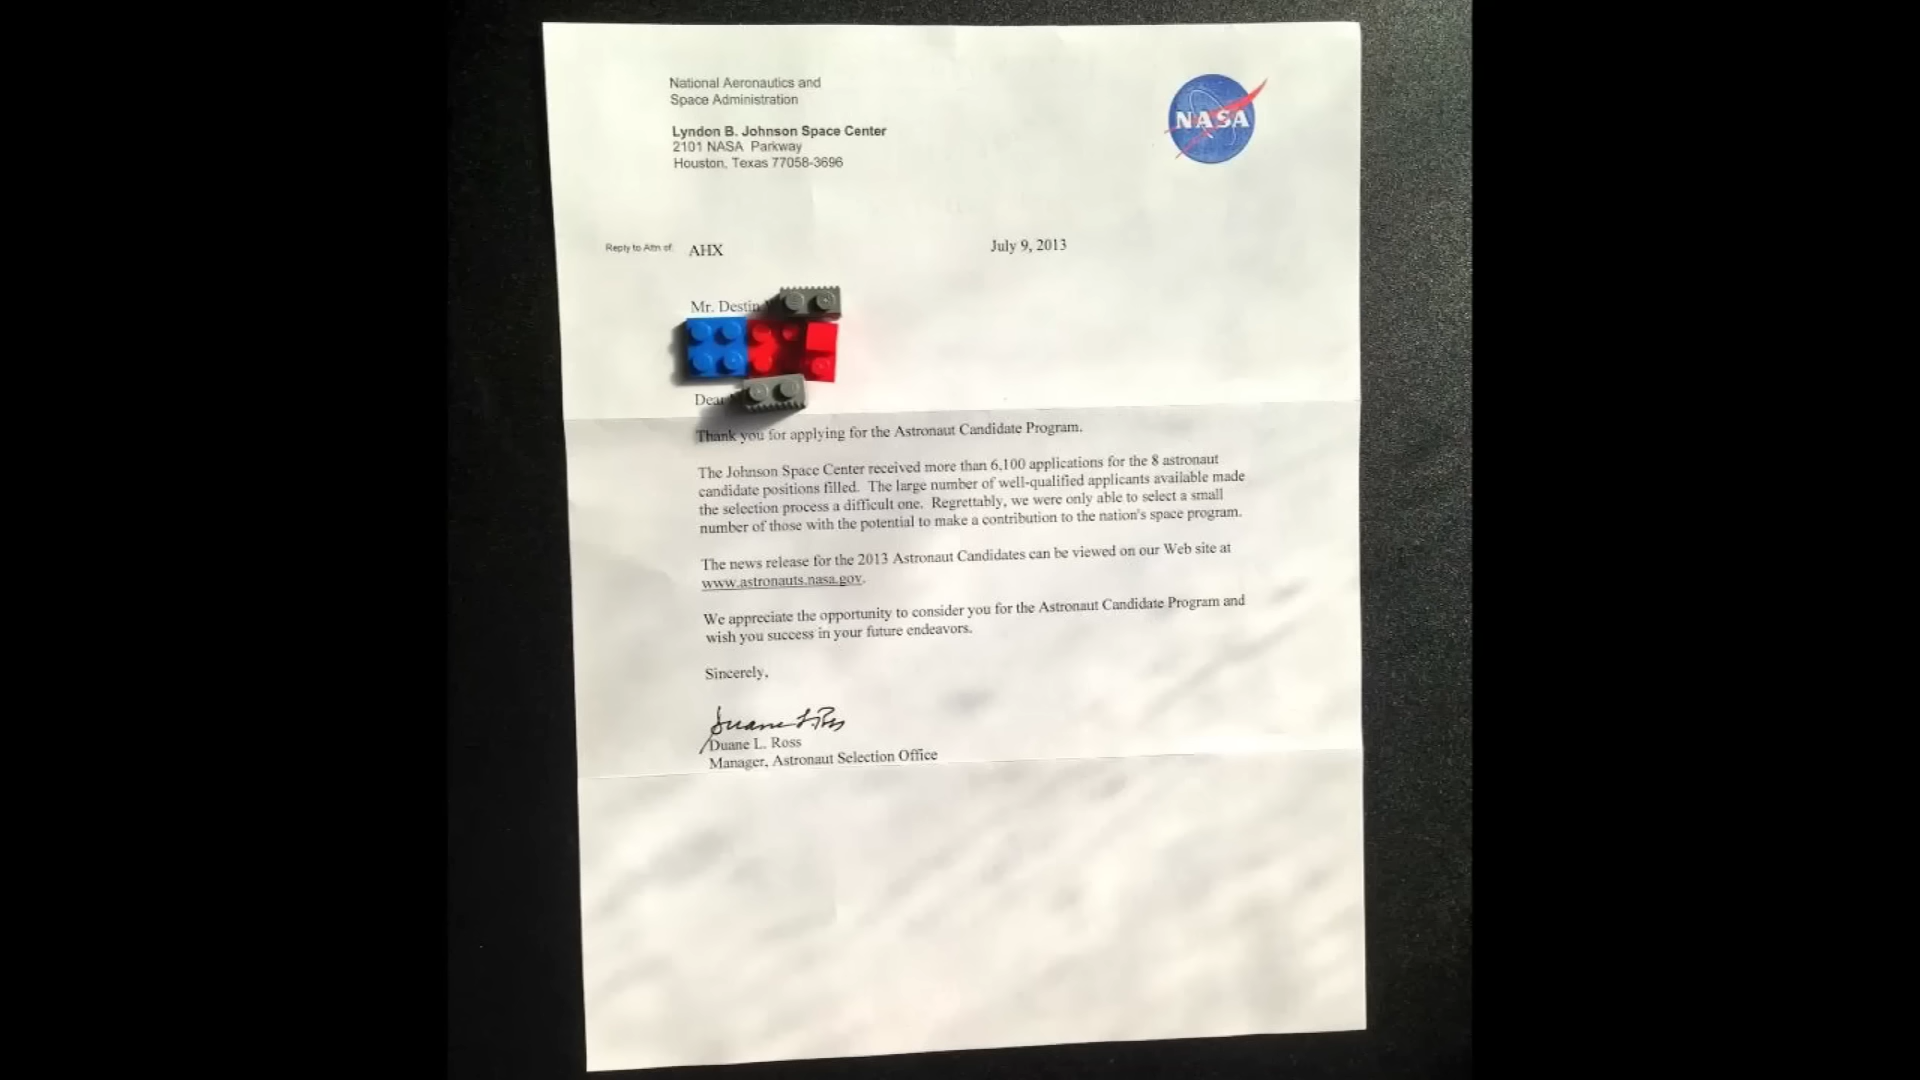 National Aeronautics and
Space Administration
NASA
Lyndon B. Johnson Space Center
2101 NASA Parkway
Houston, Texas 77058-3696
Reply to Attn of: AHX
July 9, 2013
Mr. Destin
Dear
Thank you for applying for the Astronaut Candidate Program.
The Johnson Space Center received more than 6,100 applications for the 8 astronaut
candidate positions filled. The large number of well-qualified applicants available made
the selection process a difficult one. Regrettably, we were only able to select a small
number of those with the potential to make a contribution to the nation's space program.
The news release for the 2013 Astronaut Candidates can be viewed on our Web site at
www.astronauts.nasa.gov.
We appreciate the opportunity to consider you for the Astronaut Candidate Program and
wish you success in your future endeavors.
Sincerely,
Duane L. Ross
Duane L. Ross
Manager, Astronaut Selection Office